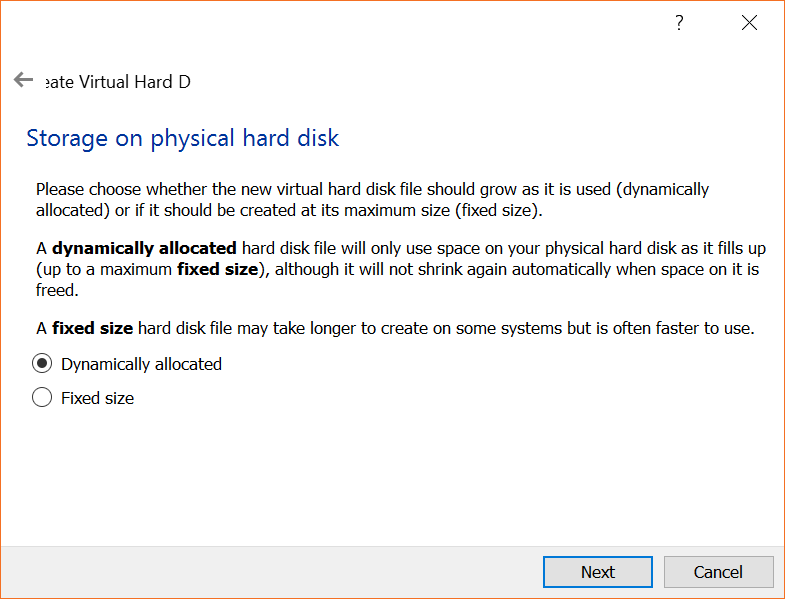 ?
eate Virtual Hard D
Storage on physical hard disk
Please choose whether the new virtual hard disk file should grow as it is used (dynamically
allocated) or if it should be created at its maximum size (fixed size).
A dynamically allocated hard disk file will only use space on your physical hard disk as it fills up
(up to a maximum fixed size), although it will not shrink again automatically when space on it is
freed.
A fixed size hard disk file may take longer to create on some systems but is often faster to use.
Dynamically allocated
Fixed size
Next Cancel